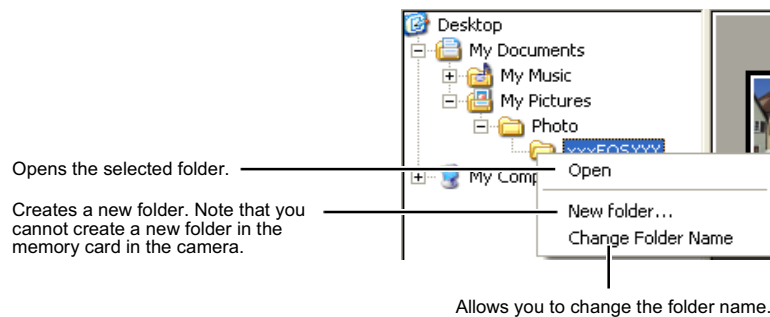 Desktop
My Documents
My Music
My Pictures
Photo
xxxEOSYYY
Opens the selected folder.
Open
My Comp
Creates a new folder. Note that you
cannot create a new folder in the
memory card in the camera.
New folder...
Change Folder Name
Allows you to change the folder name.